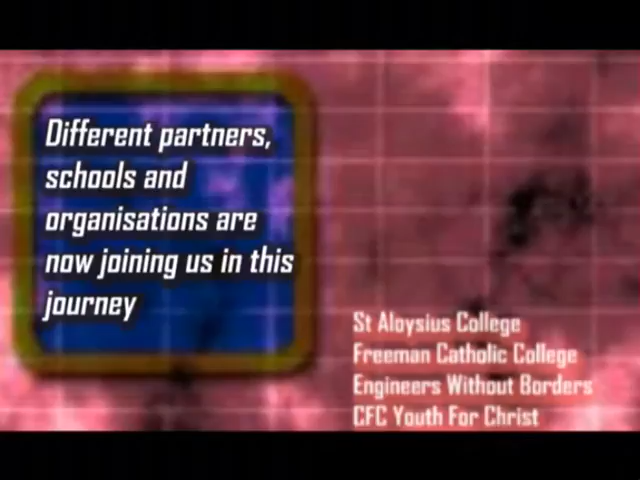 Different partners,
schools and
organisations are
now joining us in this
journey
St Aloysius College
Freeman Catholic College
Engineers Without Borders
CFC Youth For Christ